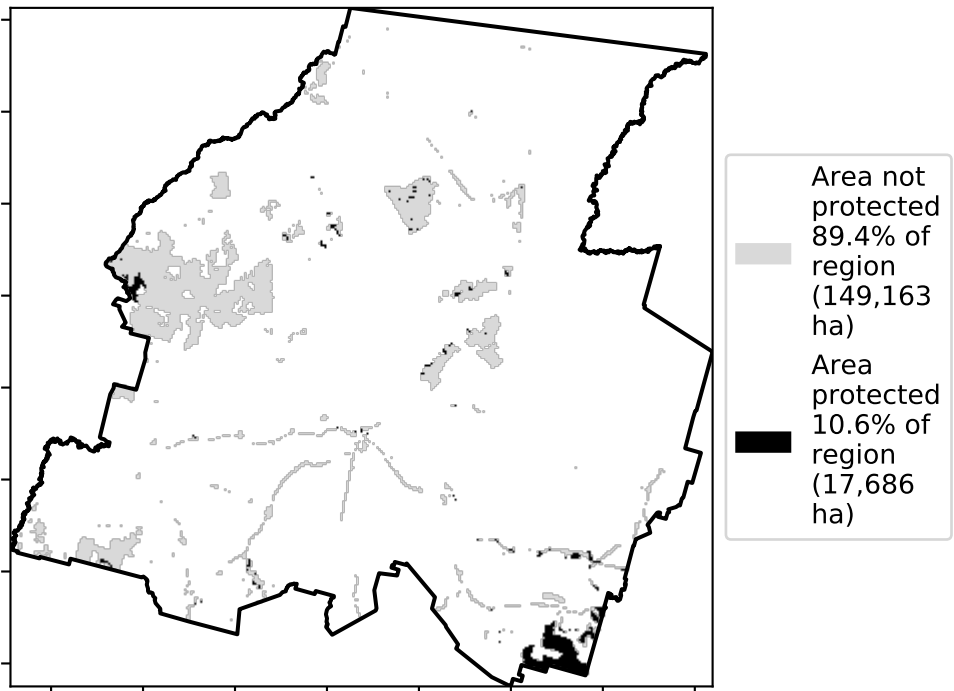 Area not
protected
89.4% of
region
(149,163
ha)
Area
protected
10.6% of
region
(17,686
ha)